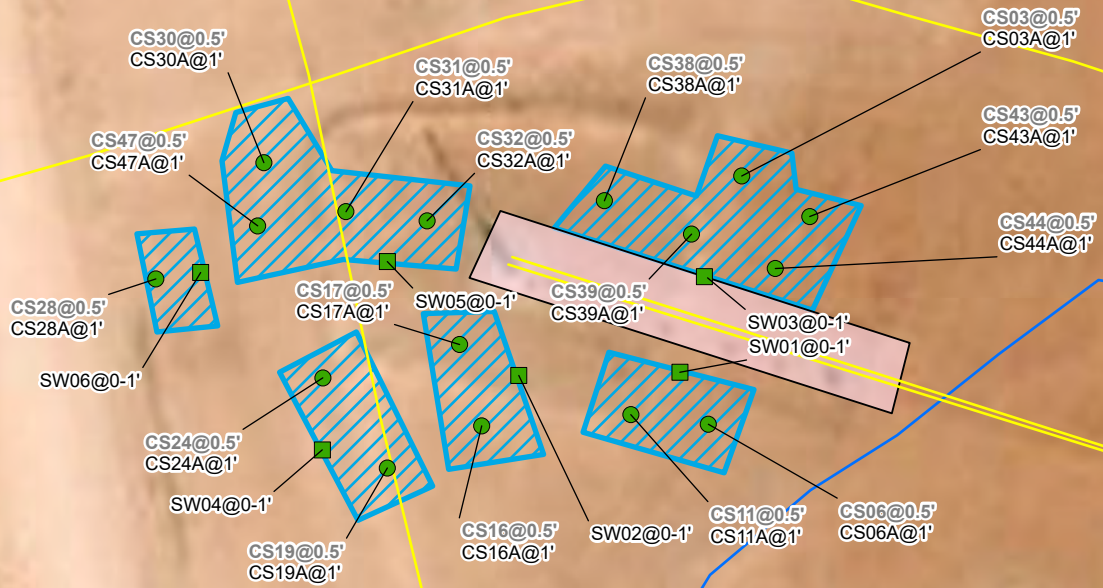 CS03@0.5'
CS03A@1'
CS30@0.5'
CS30A@1'
CS31@0.5'
CS31A@1'
CS38@0.5'
CS38A@1'
CS43@0.5'
CS43A@1'
CS47@0.5'
CS47A@1'
CS32@0.5'
CS32A@1'
CS44@0.5'
CS44A@1'
CS28@0.5'
CS28A@1'
CS17@0.5'
CS17A@1'
SW05@0-1'
CS39@0.5'
CS39A@1'
SW03@0-1'
SW01@0-1'
SW06@0-1'
CS24@0.5'
CS24A@1'
SW04@0-1'
CS19@0.5'
CS19A@1'
CS16@0.5'
CS16A@1'
SW02@0-1'
CS11@0.5'
CS11A@1'
CS06@0.5'
CS06A@1'